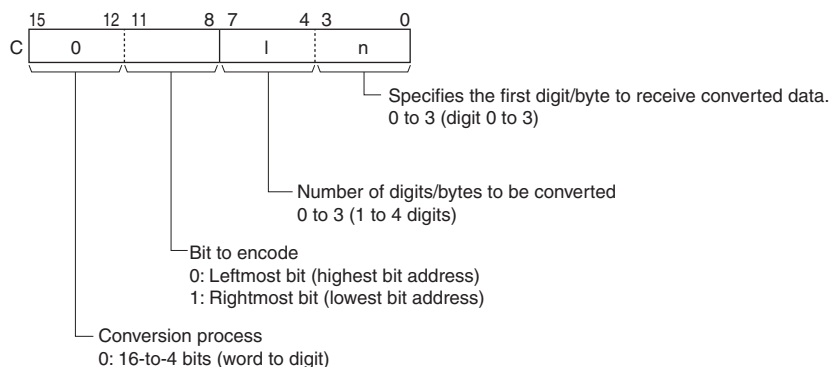 15 12 11 8 7 4 3 0
C 0 l n
Specifies the first digit/byte to receive converted data.
0 to 3 (digit 0 to 3)
Number of digits/bytes to be converted
0 to 3 (1 to 4 digits)
Bit to encode
0: Leftmost bit (highest bit address)
1: Rightmost bit (lowest bit address)
Conversion process
0: 16-to-4 bits (word to digit)